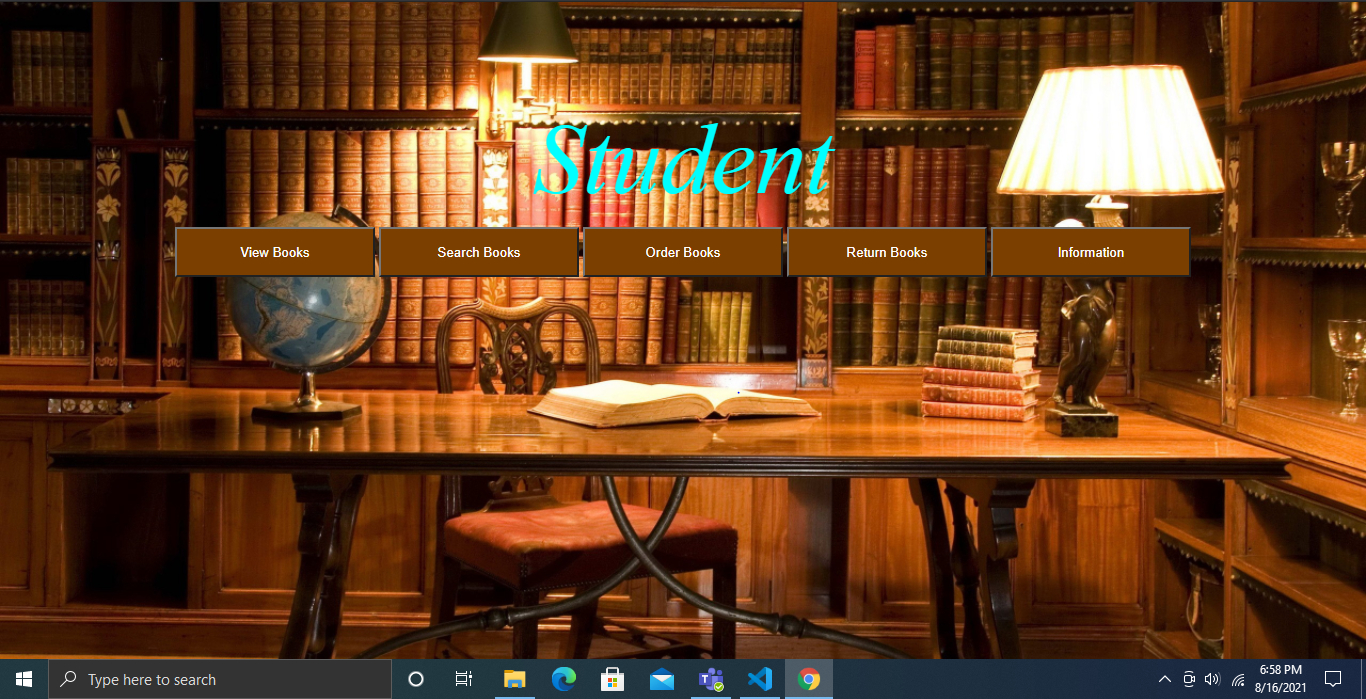 Student
View Books
Search Books
Order Books
Return Books
Information
Type here to search
6:58 PM
8/16/2021